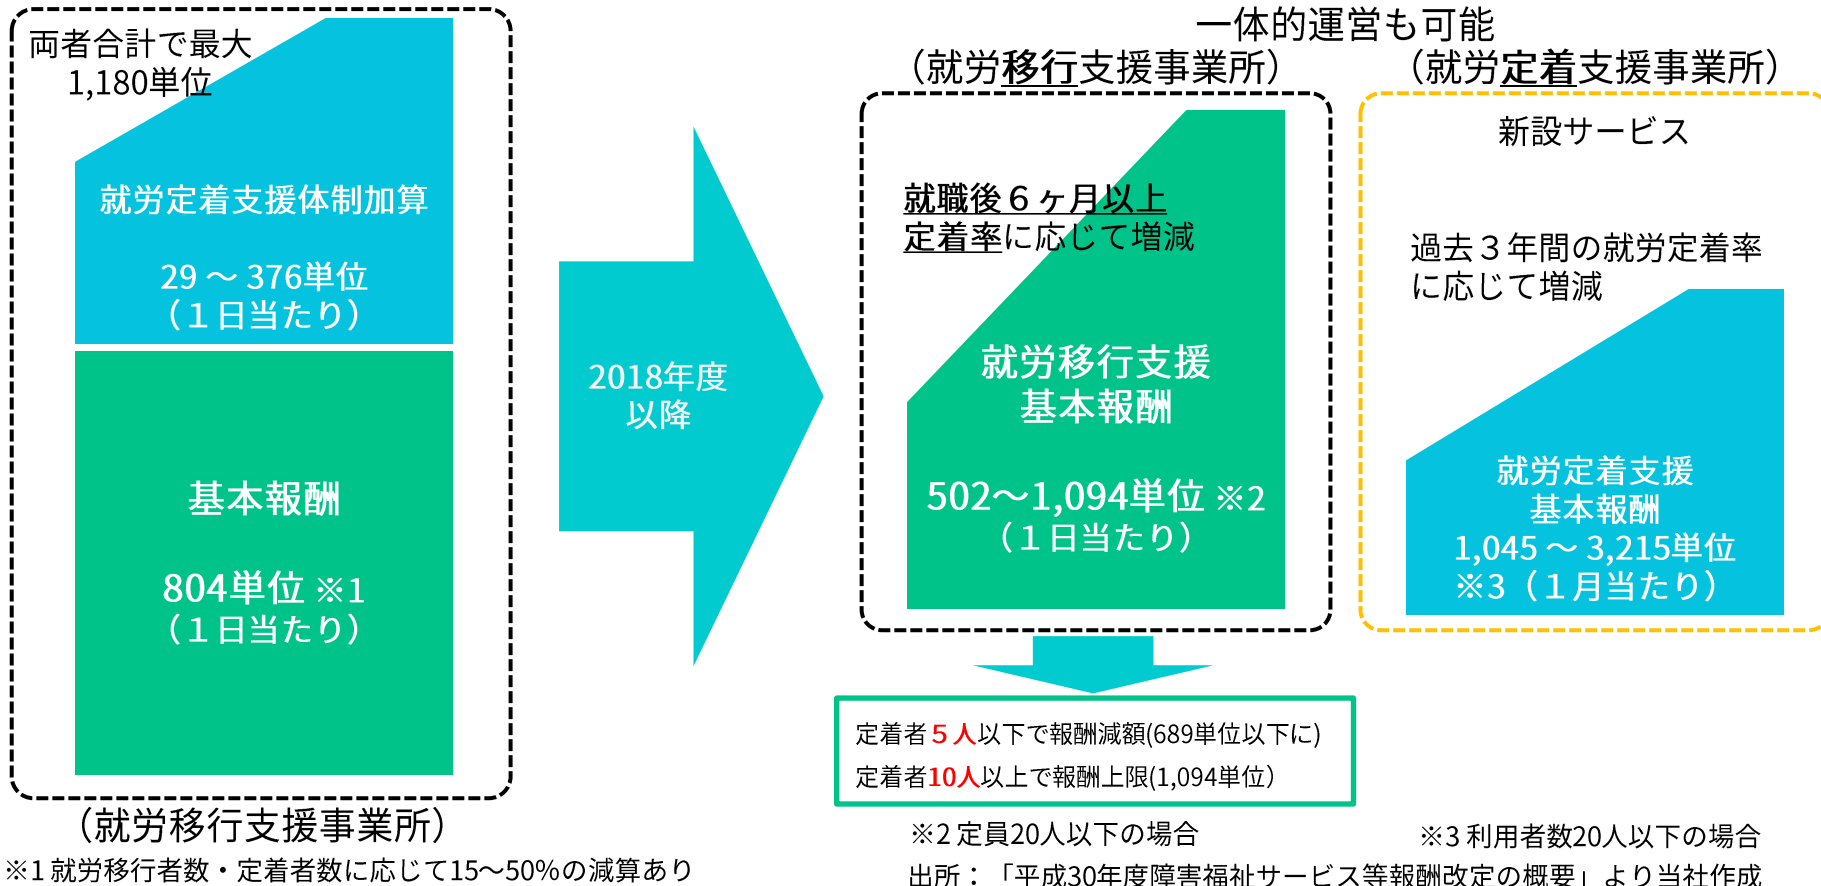 両者合計で最大
1,180単位
就労定着支援体制加算
29 ～ 376単位
（１日当たり）
基本報酬
804単位 ※1
（１日当たり）
（就労移行支援事業所）
※1 就労移行者数・定着者数に応じて15～50%の減算あり
2018年度
以降
一体的運営も可能
（就労移行支援事業所）
就職後６ヶ月以上
定着率に応じて増減
就労移行支援
基本報酬
502～1,094単位 ※2
（１日当たり）
定着者５人以下で報酬減額(689単位以下に)
定着者10人以上で報酬上限(1,094単位）
※2 定員20人以下の場合
（就労定着支援事業所）
新設サービス
過去３年間の就労定着率
に応じて増減
就労定着支援
基本報酬
1,045 ～ 3,215単位
※3（１月当たり）
※3 利用者数20人以下の場合
出所：「平成30年度障害福祉サービス等報酬改定の概要」より当社作成